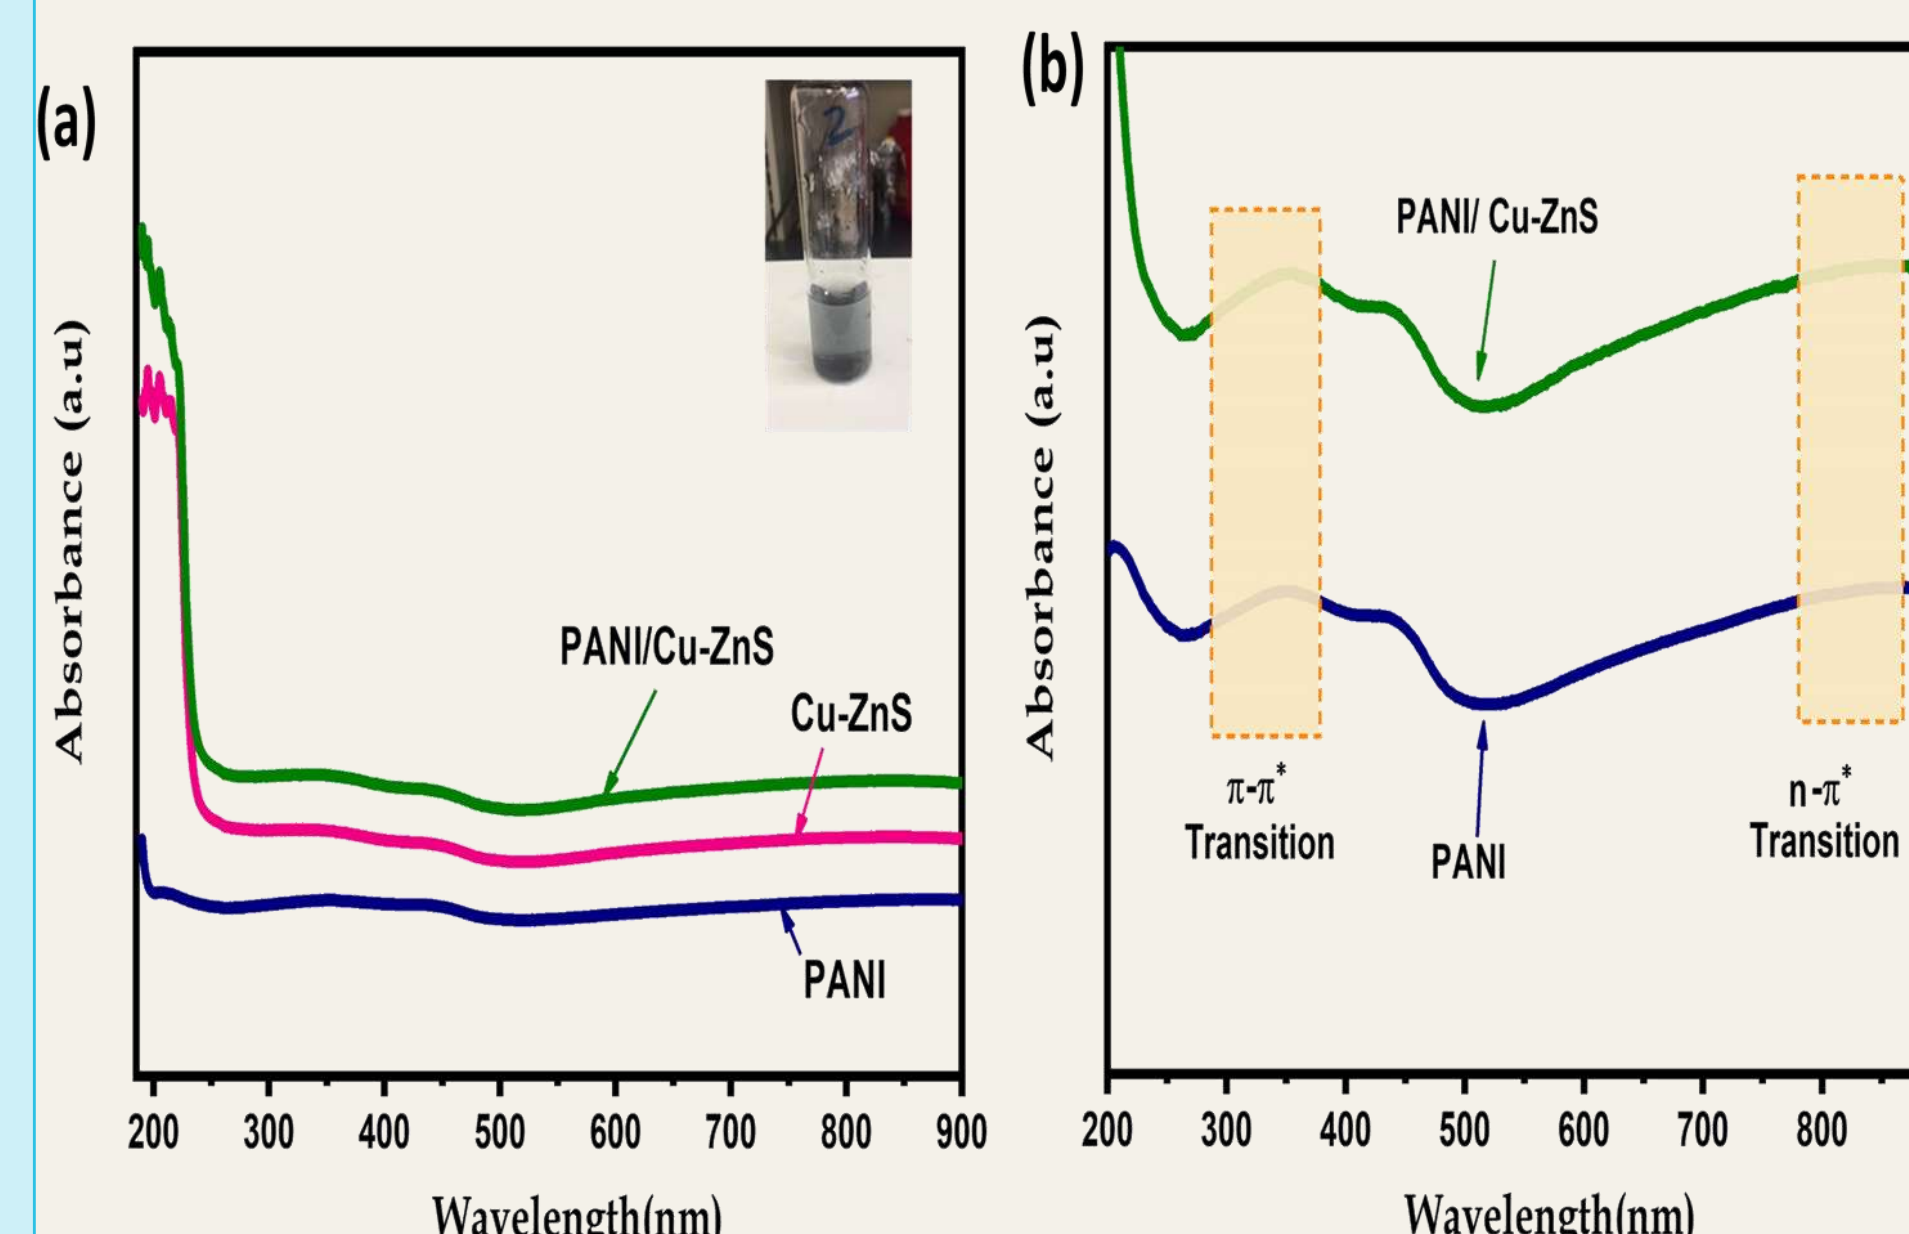 (a)
Absorbance (a.u)
2
PANI/Cu-ZnS
Cu-ZnS
PANI
200 300 400 500 600 700 800 900
Wavelength(nm)
(b)
Absorbance (a.u)
PANI/ Cu-ZnS
π-π*
Transition
PANI
n-π*
Transition
200 300 400 500 600 700 800
Wavelength(nm)